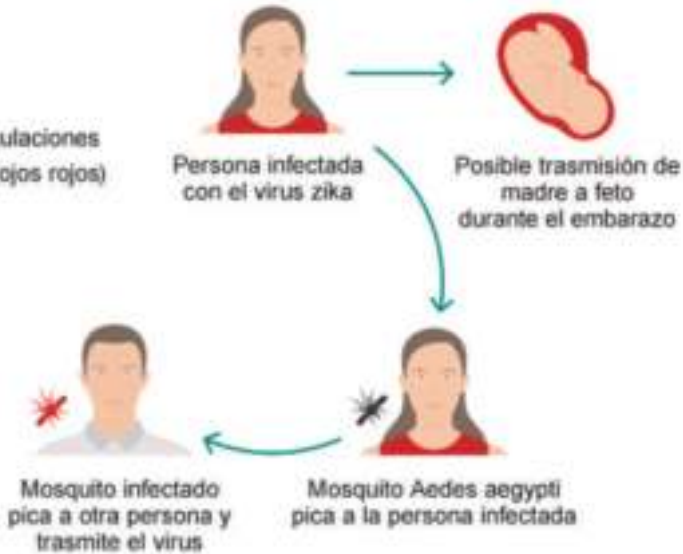 ulaciones
ojos rojos)
Persona infectada
con el virus zika
Posible trasmisión de
madre a feto
durante el embarazo
Mosquito infectado
pica a otra persona y
trasmite el virus
Mosquito Aedes aegypti
pica a la persona infectada